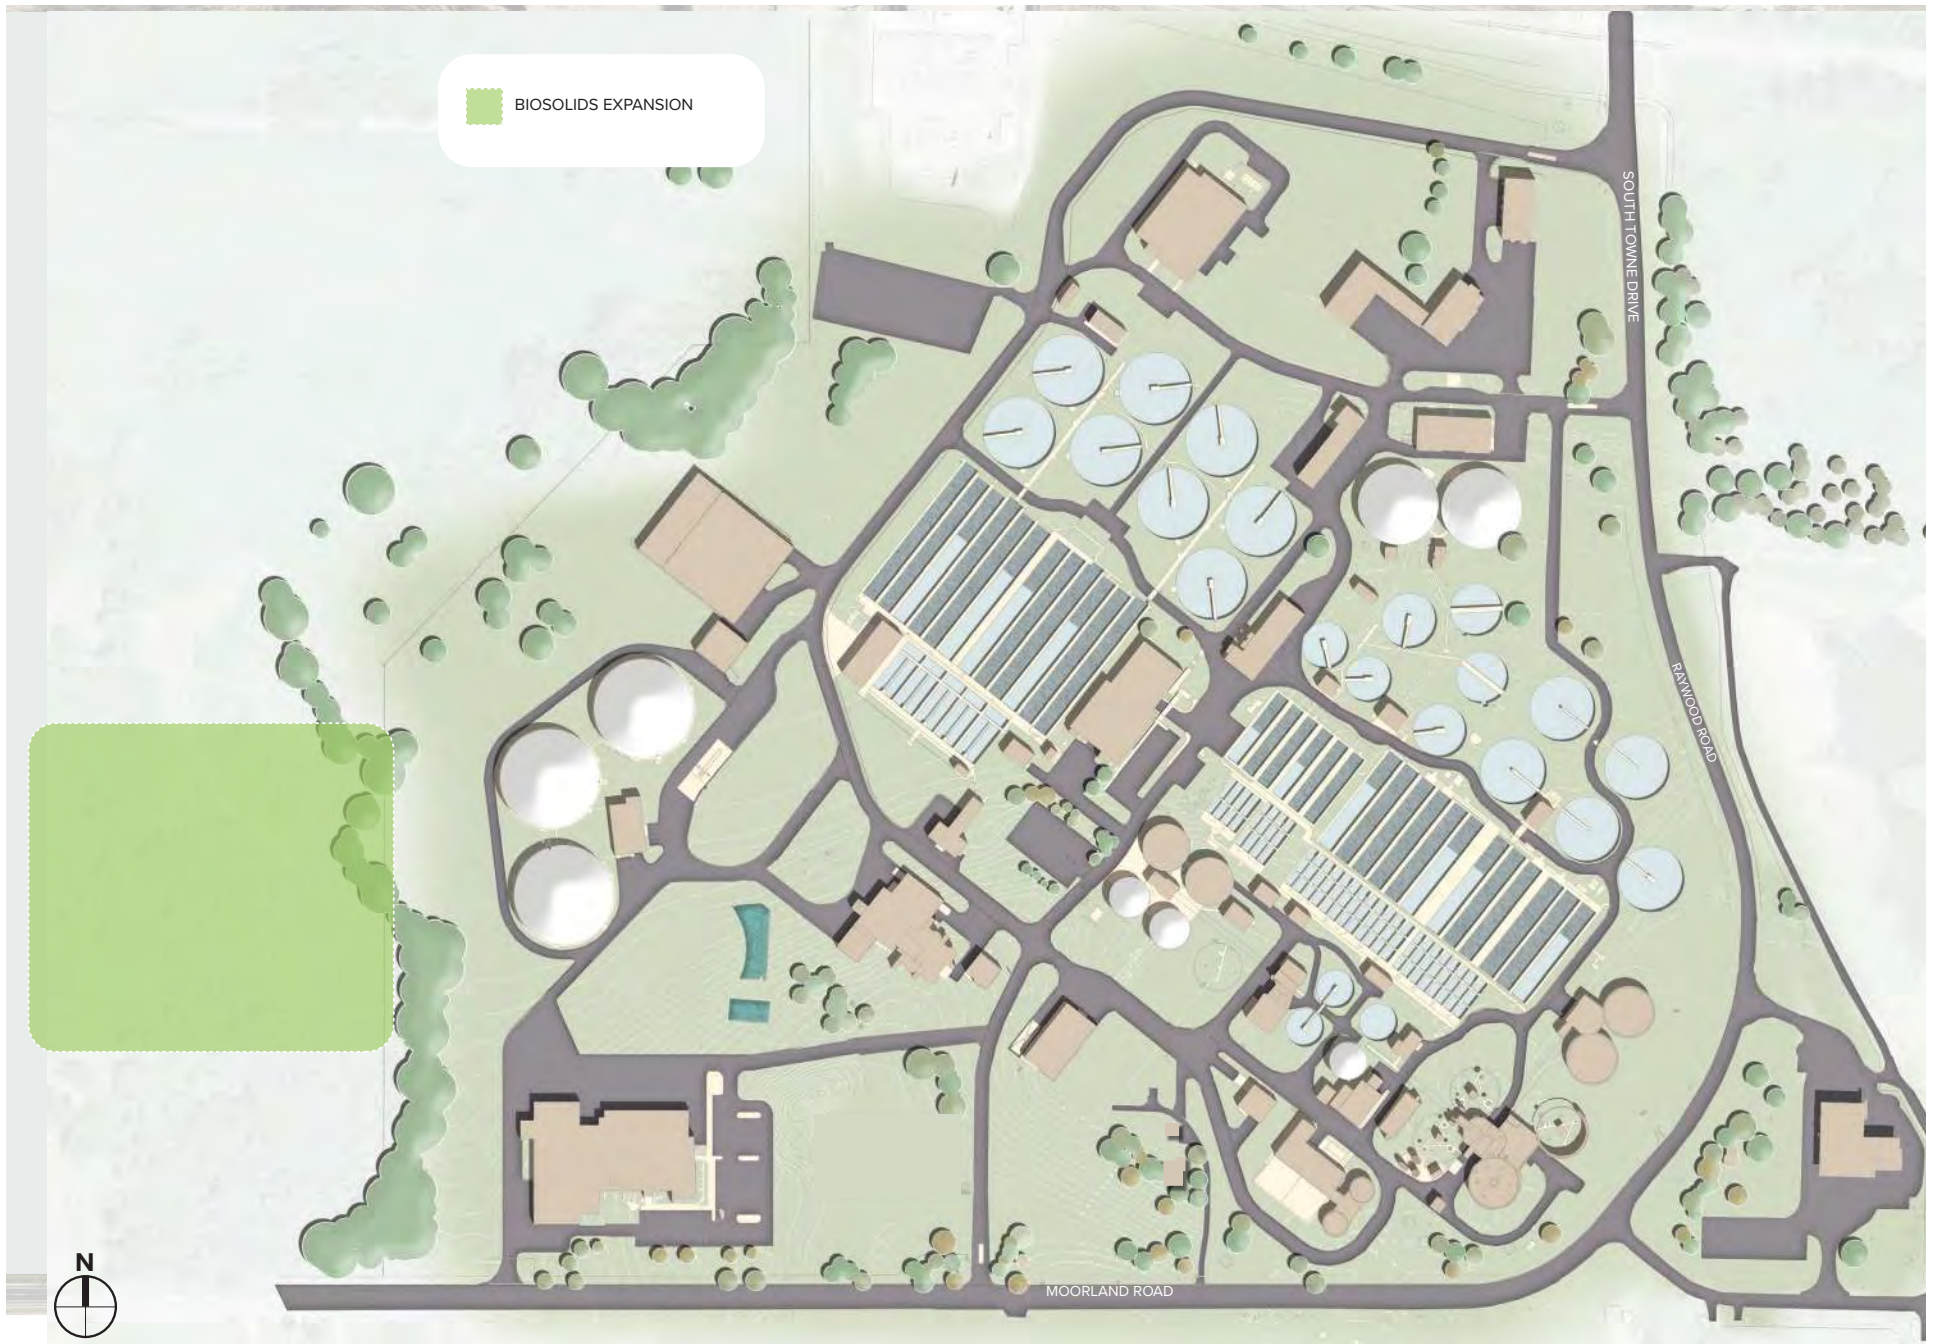 BIOSOLIDS EXPANSION
SOUTH TOWNE DRIVE
RAYWOOD ROAD
MOORLAND ROAD
N